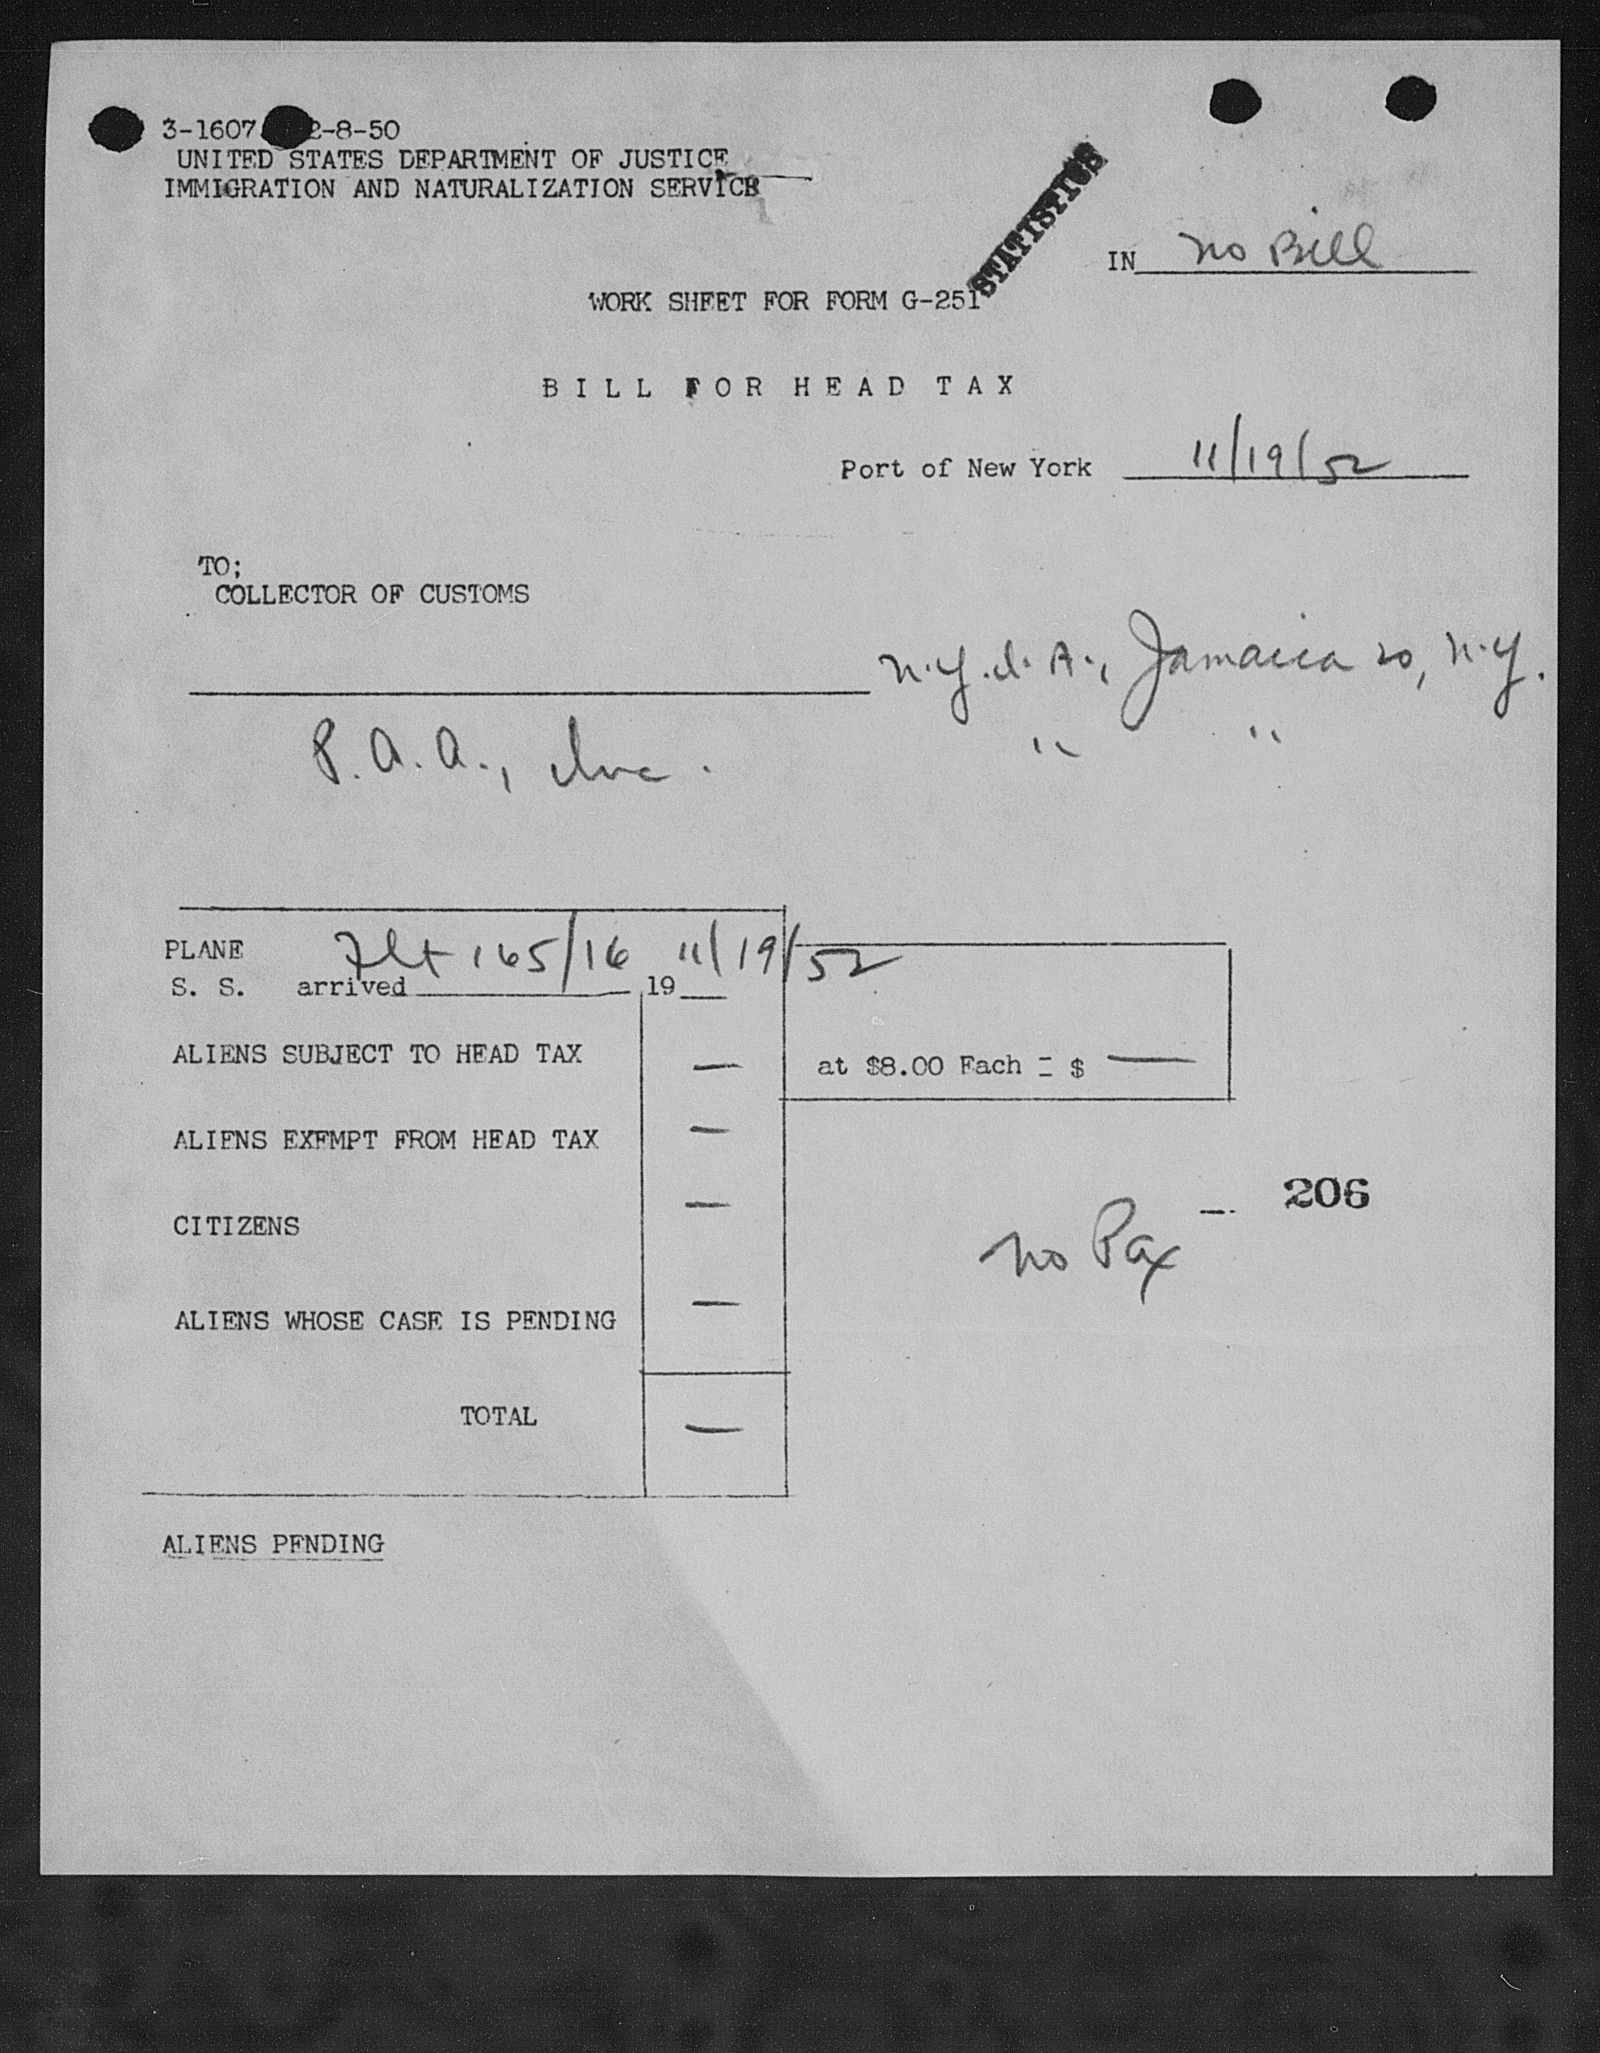 3-1607 2-8-50
UNITED STATES DEPARTMENT OF JUSTICE
IMMIGRATION AND NATURALIZATION SERVICE
STATISTICS
IN no Bill
WORK SHEET FOR FORM G-251
BILL FOR HEAD TAX
Port of New York 11/19/52
TO;
COLLECTOR OF CUSTOMS
N.Y.I.A., Jamaica 20, N.Y.
P.A.A., Inc. " "
PLANE Flt 165/16 11/19/52
S. S. arrived 19
ALIENS SUBJECT TO HEAD TAX — at $8.00 Each = $ —
ALIENS EXEMPT FROM HEAD TAX —
CITIZENS —
206
no Pax
ALIENS WHOSE CASE IS PENDING —
TOTAL —
ALIENS PENDING